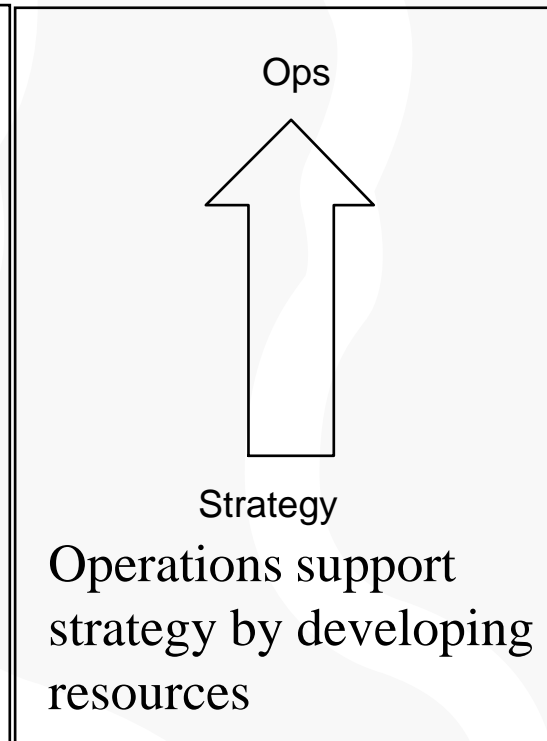 Ops
Strategy
Operations support
strategy by developing
resources